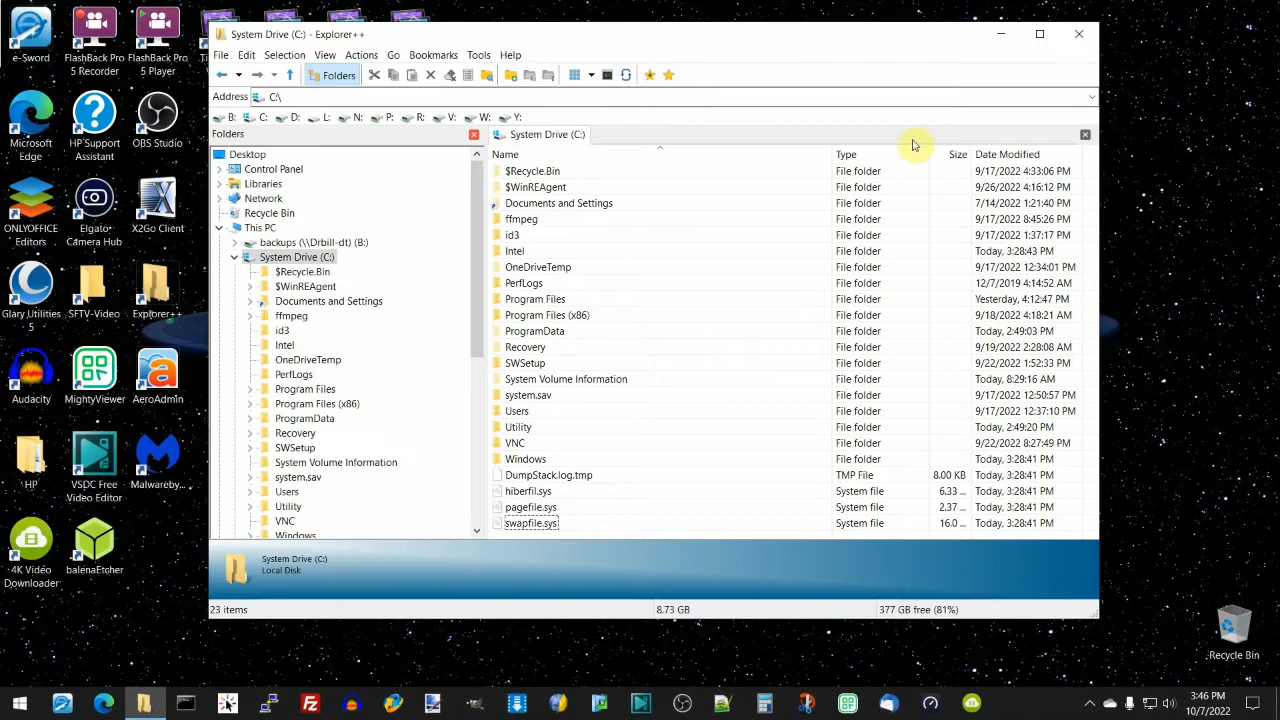 System Drive (C:) - Explorer++
File Edit Selection View Actions Go Bookmarks Tools Help
Folders
Address C:\
B: C: D: L: N: P: R: V: W: Y:
Folders
System Drive (C:)
Desktop
Control Panel
Libraries
Network
Recycle Bin
This PC
backups (\\Drbill-dt) (B:)
System Drive (C:)
$Recycle.Bin
$WinREAgent
Documents and Settings
ffmpeg
id3
Intel
OneDriveTemp
PerfLogs
Program Files
Program Files (x86)
ProgramData
Recovery
SWSetup
System Volume Information
system.sav
Users
Utility
VNC
Windows
Name Type Size Date Modified
$Recycle.Bin File folder 9/17/2022 4:33:06 PM
$WinREAgent File folder 9/26/2022 4:16:12 PM
Documents and Settings File folder 7/14/2022 1:21:40 PM
ffmpeg File folder 9/17/2022 8:45:26 PM
id3 File folder 9/17/2022 1:37:17 PM
Intel File folder Today, 3:28:43 PM
OneDriveTemp File folder 9/17/2022 12:34:01 PM
PerfLogs File folder 12/7/2019 4:14:52 AM
Program Files File folder Yesterday, 4:12:47 PM
Program Files (x86) File folder 9/18/2022 4:18:21 AM
ProgramData File folder Today, 2:49:03 PM
Recovery File folder 9/19/2022 2:28:08 AM
SWSetup File folder 9/22/2022 1:52:33 PM
System Volume Information File folder Today, 8:29:16 AM
system.sav File folder 9/17/2022 12:50:57 PM
Users File folder 9/17/2022 12:37:10 PM
Utility File folder Today, 2:49:20 PM
VNC File folder 9/22/2022 8:27:49 PM
Windows File folder Today, 3:28:41 PM
DumpStack.log.tmp TMP File 8.00 KB Today, 3:28:41 PM
hiberfil.sys System file 6.33 ... Today, 3:28:41 PM
pagefile.sys System file 2.37 ... Today, 3:28:41 PM
swapfile.sys System file 16.0 ... Today, 3:28:41 PM
System Drive (C:)
Local Disk
23 items 8.73 GB 377 GB free (81%)
e-Sword
FlashBack Pro
5 Recorder
FlashBack Pro
5 Player
Microsoft
Edge
HP Support
Assistant
OBS Studio
ONLYOFFICE
Editors
Elgato
Camera Hub
X2Go Client
Glary Utilities
5
SFTV-Video
Explorer++
Audacity
MightyViewer
AeroAdmin
HP
VSDC Free
Video Editor
Malwareby...
4K Video
Downloader
balenaEtcher
Recycle Bin
3:46 PM
10/7/2022